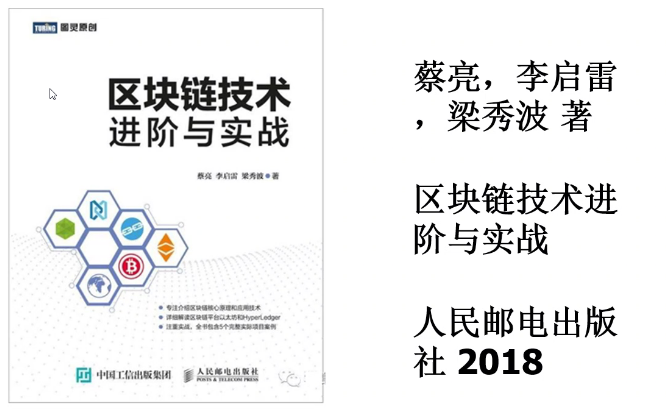 TURING 图灵原创
区块链技术
进阶与实战
蔡亮 李启雷 梁秀波 著
专注介绍区块链核心原理和应用技术
详细解读区块链平台以太坊和HyperLedger
注重实战,全书包含5个完整实际项目案例
中国工信出版集团
人民邮电出版社
POSTS & TELECOM PRESS
蔡亮,李启雷
,梁秀波 著
区块链技术进
阶与实战
人民邮电出版
社 2018